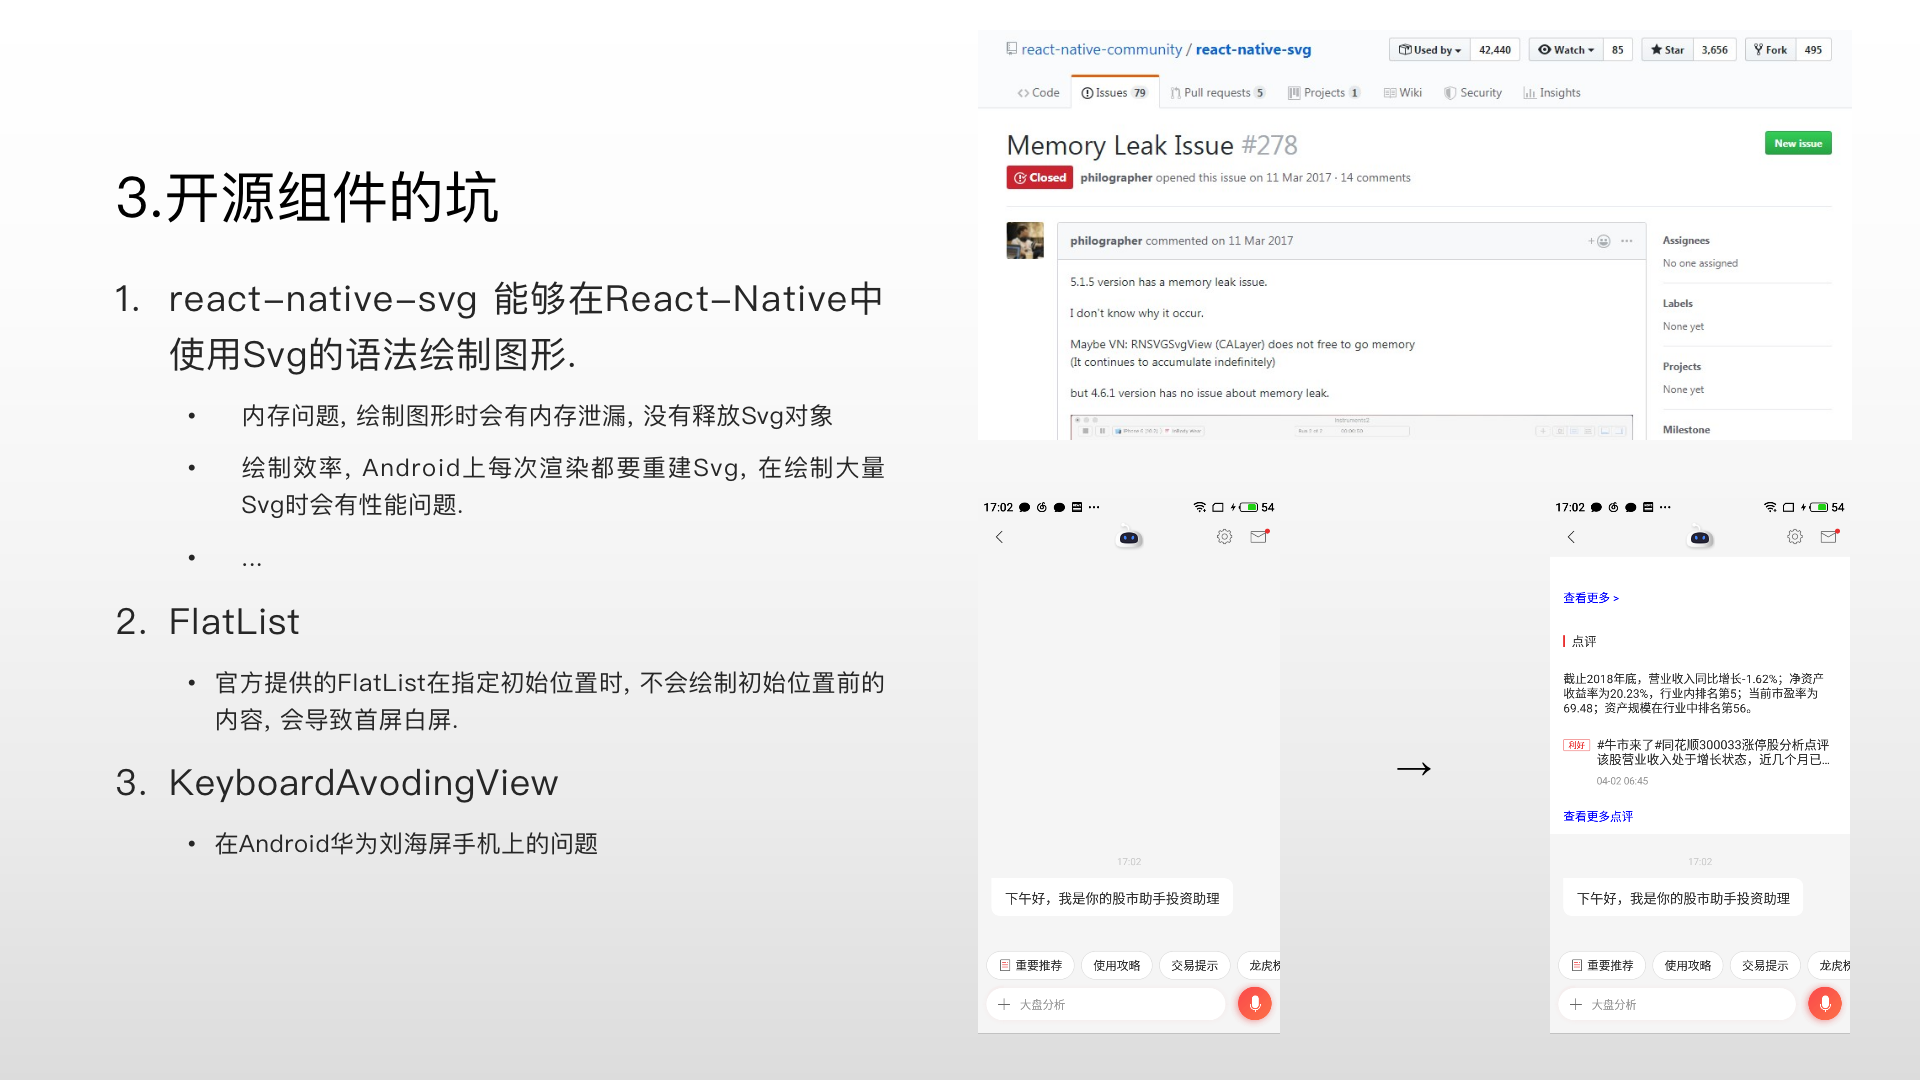 3.开源组件的坑
1. react-native-svg 能够在React-Native中
使用Svg的语法绘制图形.
• 内存问题, 绘制图形时会有内存泄漏, 没有释放Svg对象
• 绘制效率, Android上每次渲染都要重建Svg, 在绘制大量
Svg时会有性能问题.
• ...
2. FlatList
• 官方提供的FlatList在指定初始位置时, 不会绘制初始位置前的
内容, 会导致首屏白屏.
3. KeyboardAvodingView
• 在Android华为刘海屏手机上的问题
react-native-community / react-native-svg
Used by 42,440 Watch 85 Star 3,656 Fork 495
Code Issues 79 Pull requests 5 Projects 1 Wiki Security Insights
Memory Leak Issue #278
New issue
Closed philographer opened this issue on 11 Mar 2017 · 14 comments
philographer commented on 11 Mar 2017
5.1.5 version has a memory leak issue.
I don't know why it occur.
Maybe VN: RNSVGSvgView (CALayer) does not free to go memory
(It continues to accumulate indefinitely)
but 4.6.1 version has no issue about memory leak.
Assignees
No one assigned
Labels
None yet
Projects
None yet
Milestone
17:02 ··· 54
17:02
下午好，我是你的股市助手投资助理
重要推荐 使用攻略 交易提示 龙虎榜
大盘分析
→
17:02 ··· 54
查看更多 >
点评
截止2018年底，营业收入同比增长-1.62%；净资产
收益率为20.23%，行业内排名第5；当前市盈率为
69.48；资产规模在行业中排名第56。
利好 #牛市来了#同花顺300033涨停股分析点评
该股营业收入处于增长状态，近几个月已...
04-02 06:45
查看更多点评
17:02
下午好，我是你的股市助手投资助理
重要推荐 使用攻略 交易提示 龙虎榜
大盘分析